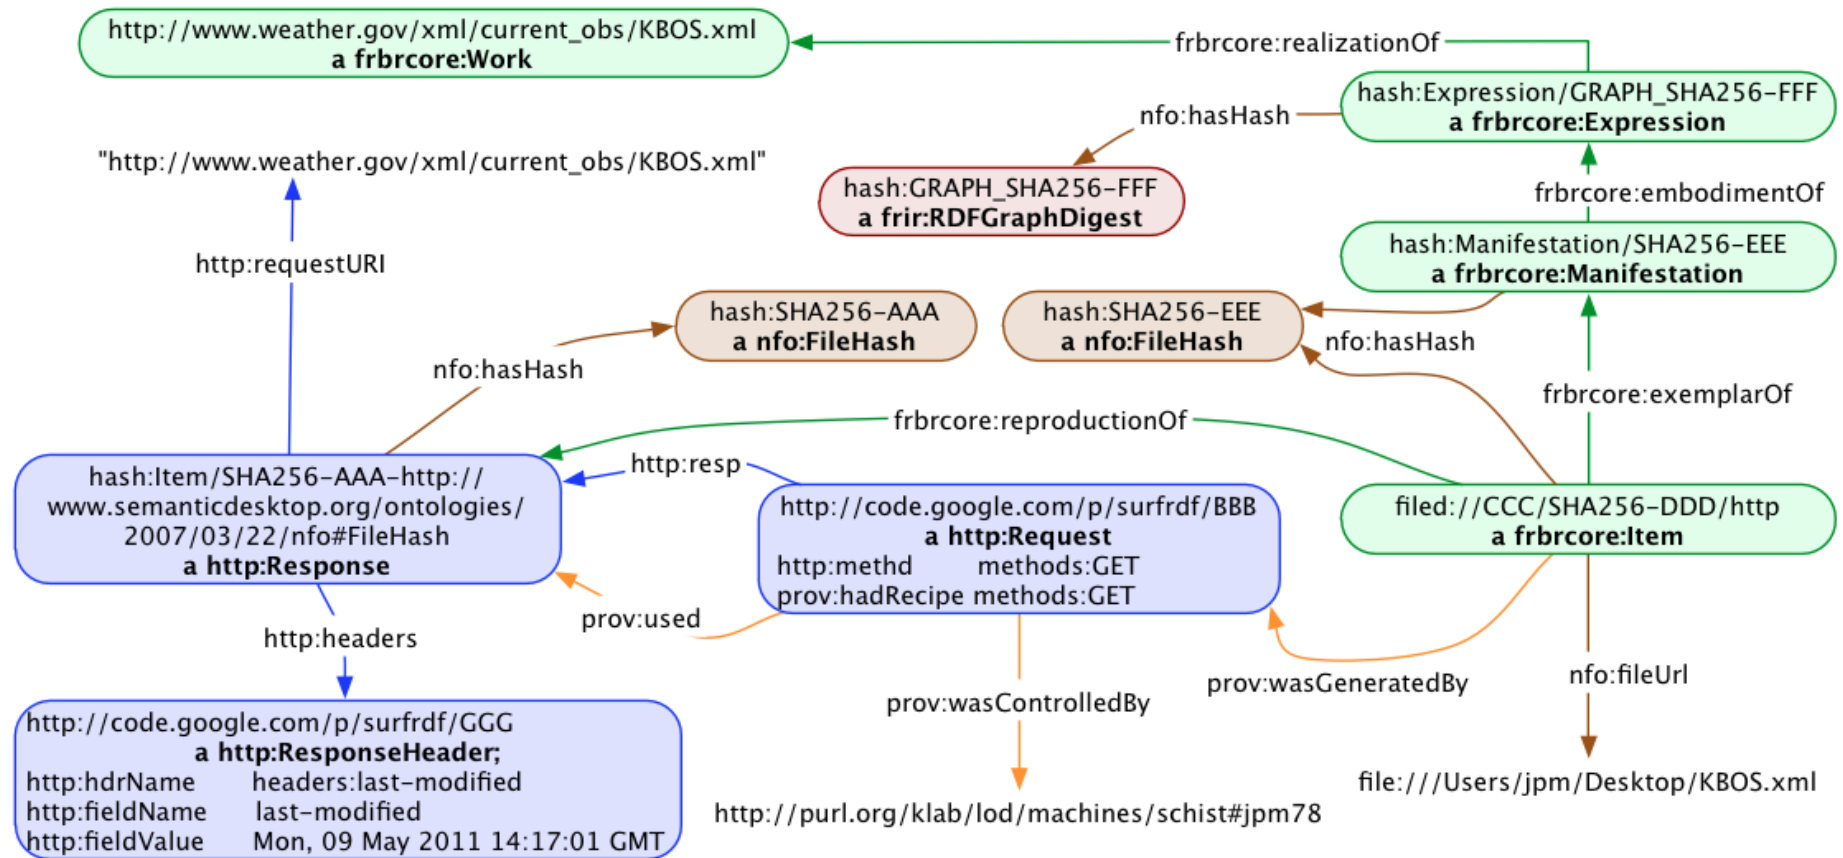 http://www.weather.gov/xml/current_obs/KBOS.xml
a frbrcore:Work
frbrcore:realizationOf
hash:Expression/GRAPH_SHA256-FFF
a frbrcore:Expression
nfo:hasHash
"http://www.weather.gov/xml/current_obs/KBOS.xml"
hash:GRAPH_SHA256-FFF
a frir:RDFGraphDigest
frbrcore:embodimentOf
hash:Manifestation/SHA256-EEE
a frbrcore:Manifestation
http:requestURI
hash:SHA256-AAA
a nfo:FileHash
hash:SHA256-EEE
a nfo:FileHash
nfo:hasHash
nfo:hasHash
frbrcore:exemplarOf
frbrcore:reproductionOf
http:resp
hash:Item/SHA256-AAA-http://
www.semanticdesktop.org/ontologies/
2007/03/22/nfo#FileHash
a http:Response
http://code.google.com/p/surfrdf/BBB
a http:Request
http:methd methods:GET
prov:hadRecipe methods:GET
filed://CCC/SHA256-DDD/http
a frbrcore:Item
prov:used
http:headers
prov:wasControlledBy
prov:wasGeneratedBy
nfo:fileUrl
http://code.google.com/p/surfrdf/GGG
a http:ResponseHeader;
http:hdrName headers:last-modified
http:fieldName last-modified
http:fieldValue Mon, 09 May 2011 14:17:01 GMT
http://purl.org/klab/lod/machines/schist#jpm78
file:///Users/jpm/Desktop/KBOS.xml